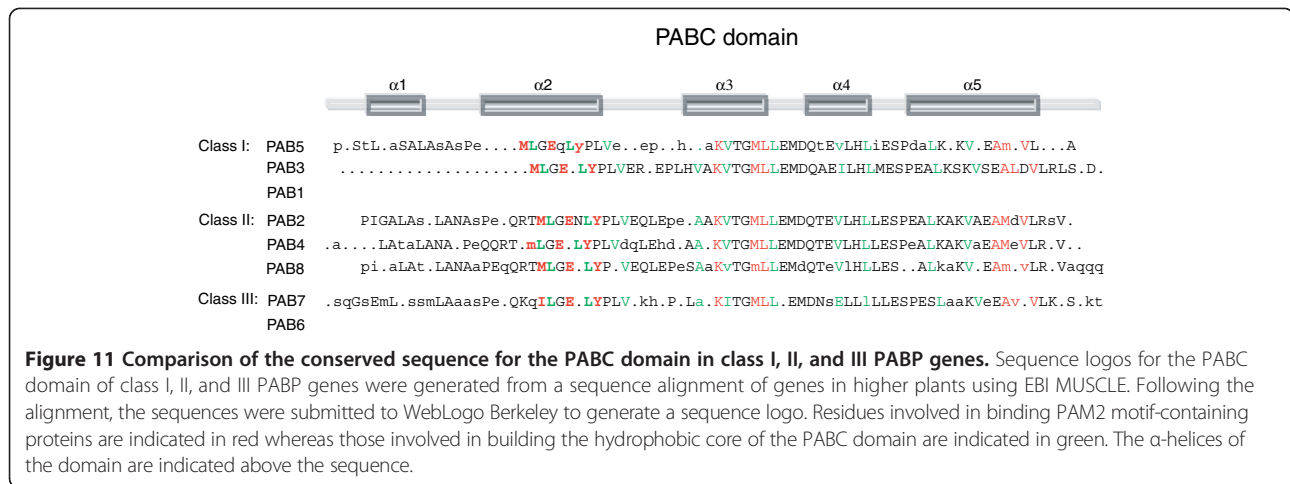 PABC domain
α1 α2 α3 α4 α5
Class I: PAB5 p.StL.aSALAsAsPe....MLGEqLyPLVe..ep..h..aKVTGMLLEMDQtEvLHLiESPdaLK.KV.EAm.VL...A
PAB3 ...................MLGE.LYPLVER.EPLHVAKVTGMLLEMDQAEILHLMESPEALKSKVSEALDVLRLS.D.
PAB1
Class II: PAB2 PIGALAs.LANAsPe.QRTMLGENLYPLVEQLEpe.AAKVTGMLLEMDQTEVLHLLESPEALKAKVAEAMdVLRsV.
PAB4 .a....LAtaLANA.PeQQRT.mLGE.LYPLVdqLEhd.AA.KVTGMLLEMDQTEVLHLLESPeALKAKVaEAMeVLR.V..
PAB8 pi.aLAt.LANAaPEqQRTMLGE.LYP.VEQLEPeSAaKvTGmLLEMdQTeVlHLLES..ALkaKV.EAm.vLR.Vaqqq
Class III: PAB7 .sqGsEmL.ssmLAaasPe.QKqILGE.LYPLV.kh.P.La.KITGMLL.EMDNsELLlLLESPESLaaKVeEAv.VLK.S.kt
PAB6
Figure 11 Comparison of the conserved sequence for the PABC domain in class I, II, and III PABP genes. Sequence logos for the PABC
domain of class I, II, and III PABP genes were generated from a sequence alignment of genes in higher plants using EBI MUSCLE. Following the
alignment, the sequences were submitted to WebLogo Berkeley to generate a sequence logo. Residues involved in binding PAM2 motif-containing
proteins are indicated in red whereas those involved in building the hydrophobic core of the PABC domain are indicated in green. The α-helices of
the domain are indicated above the sequence.